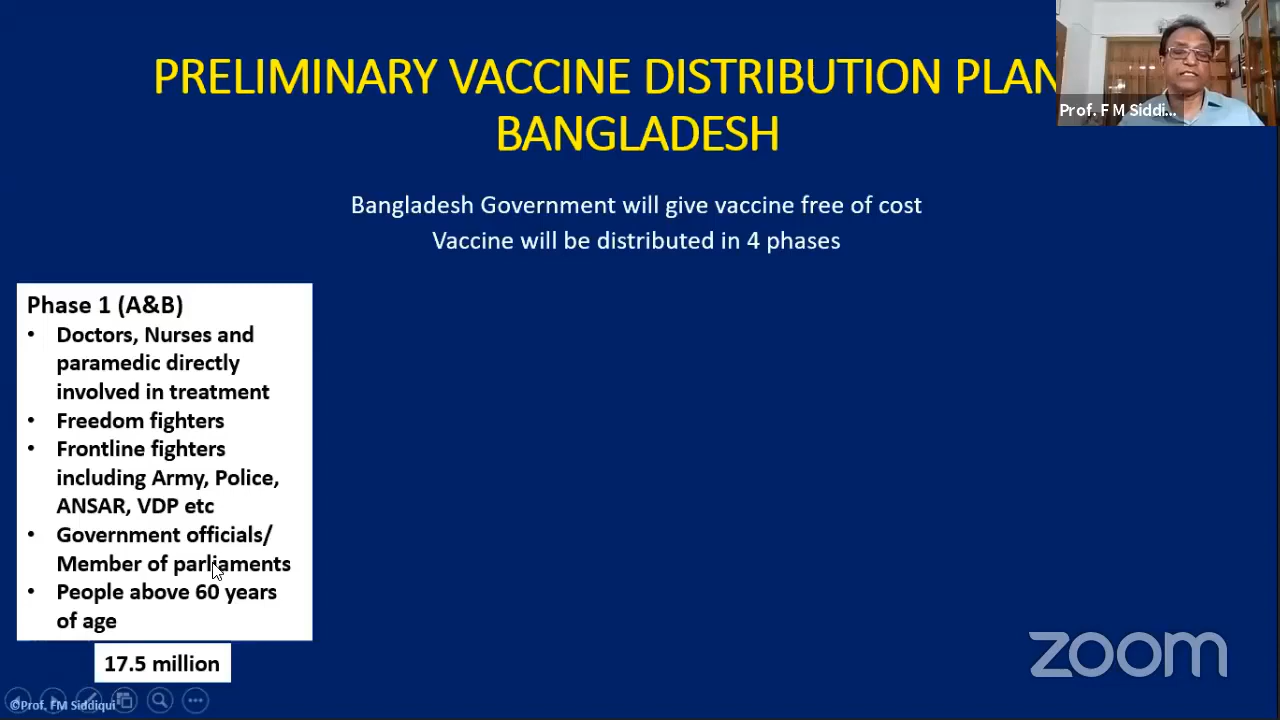 PRELIMINARY VACCINE DISTRIBUTION PLAN
BANGLADESH
Prof. F M Siddi...
Bangladesh Government will give vaccine free of cost
Vaccine will be distributed in 4 phases
Phase 1 (A&B)
• Doctors, Nurses and
paramedic directly
involved in treatment
• Freedom fighters
• Frontline fighters
including Army, Police,
ANSAR, VDP etc
• Government officials/
Member of parliaments
• People above 60 years
of age
17.5 million
zoom
©Prof. FM Siddiqui